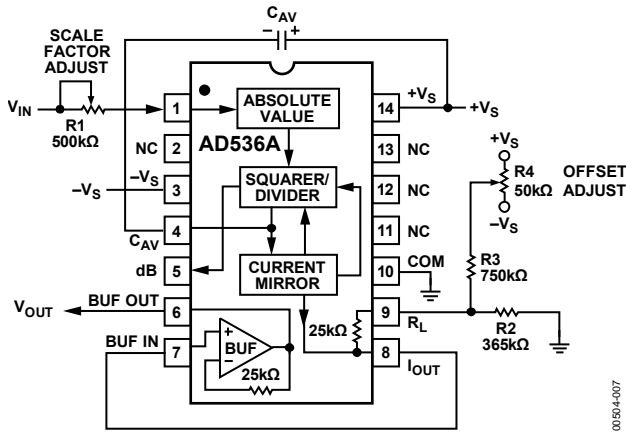 C_AV
− +
SCALE
FACTOR
ADJUST
V_IN
R1
500kΩ
1
ABSOLUTE
VALUE
14
+V_S
+V_S
NC
2
AD536A
13
NC
−V_S
−V_S
3
SQUARER/
DIVIDER
12
NC
4
C_AV
11
NC
dB
5
CURRENT
MIRROR
10
COM
+V_S
R4
50kΩ
−V_S
OFFSET
ADJUST
R3
750kΩ
V_OUT
BUF OUT
6
25kΩ
9
R_L
R2
365kΩ
BUF IN
7
+
−
BUF
25kΩ
8
I_OUT
00504-007